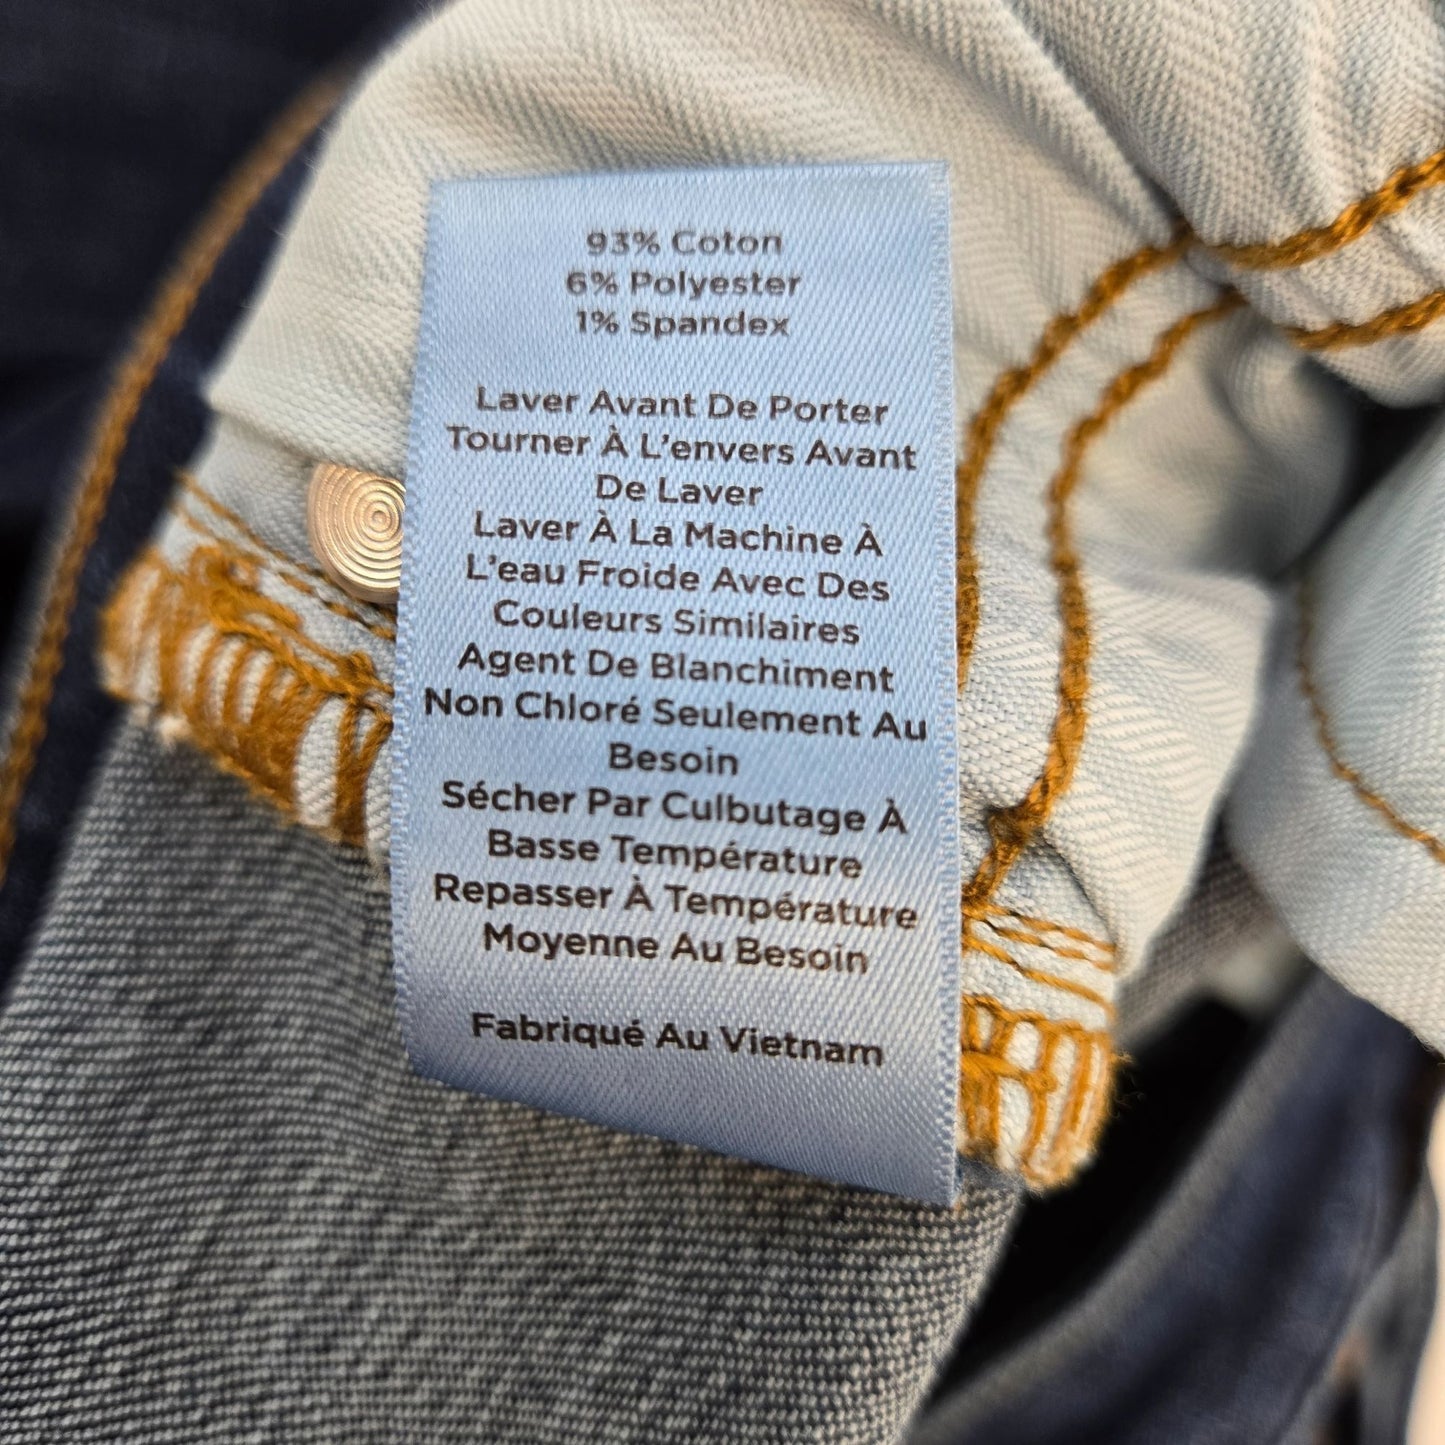 93% Coton
6% Polyester
1% Spandex
Laver Avant De Porter
Tourner À L'envers Avant
De Laver
Laver À La Machine À
L'eau Froide Avec Des
Couleurs Similaires
Agent De Blanchiment
Non Chloré Seulement Au
Besoin
Sécher Par Culbutage À
Basse Température
Repasser À Température
Moyenne Au Besoin
Fabriqué Au Vietnam